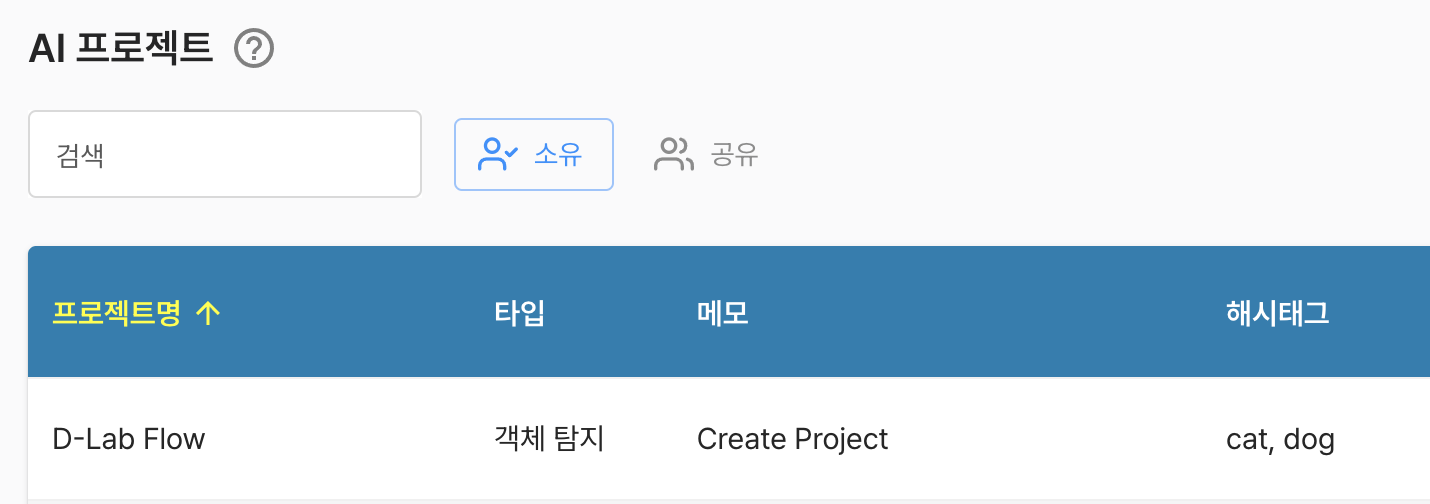 AI 프로젝트
검색 소유 공유
프로젝트명 타입 메모 해시태그
D-Lab Flow 객체 탐지 Create Project cat, dog